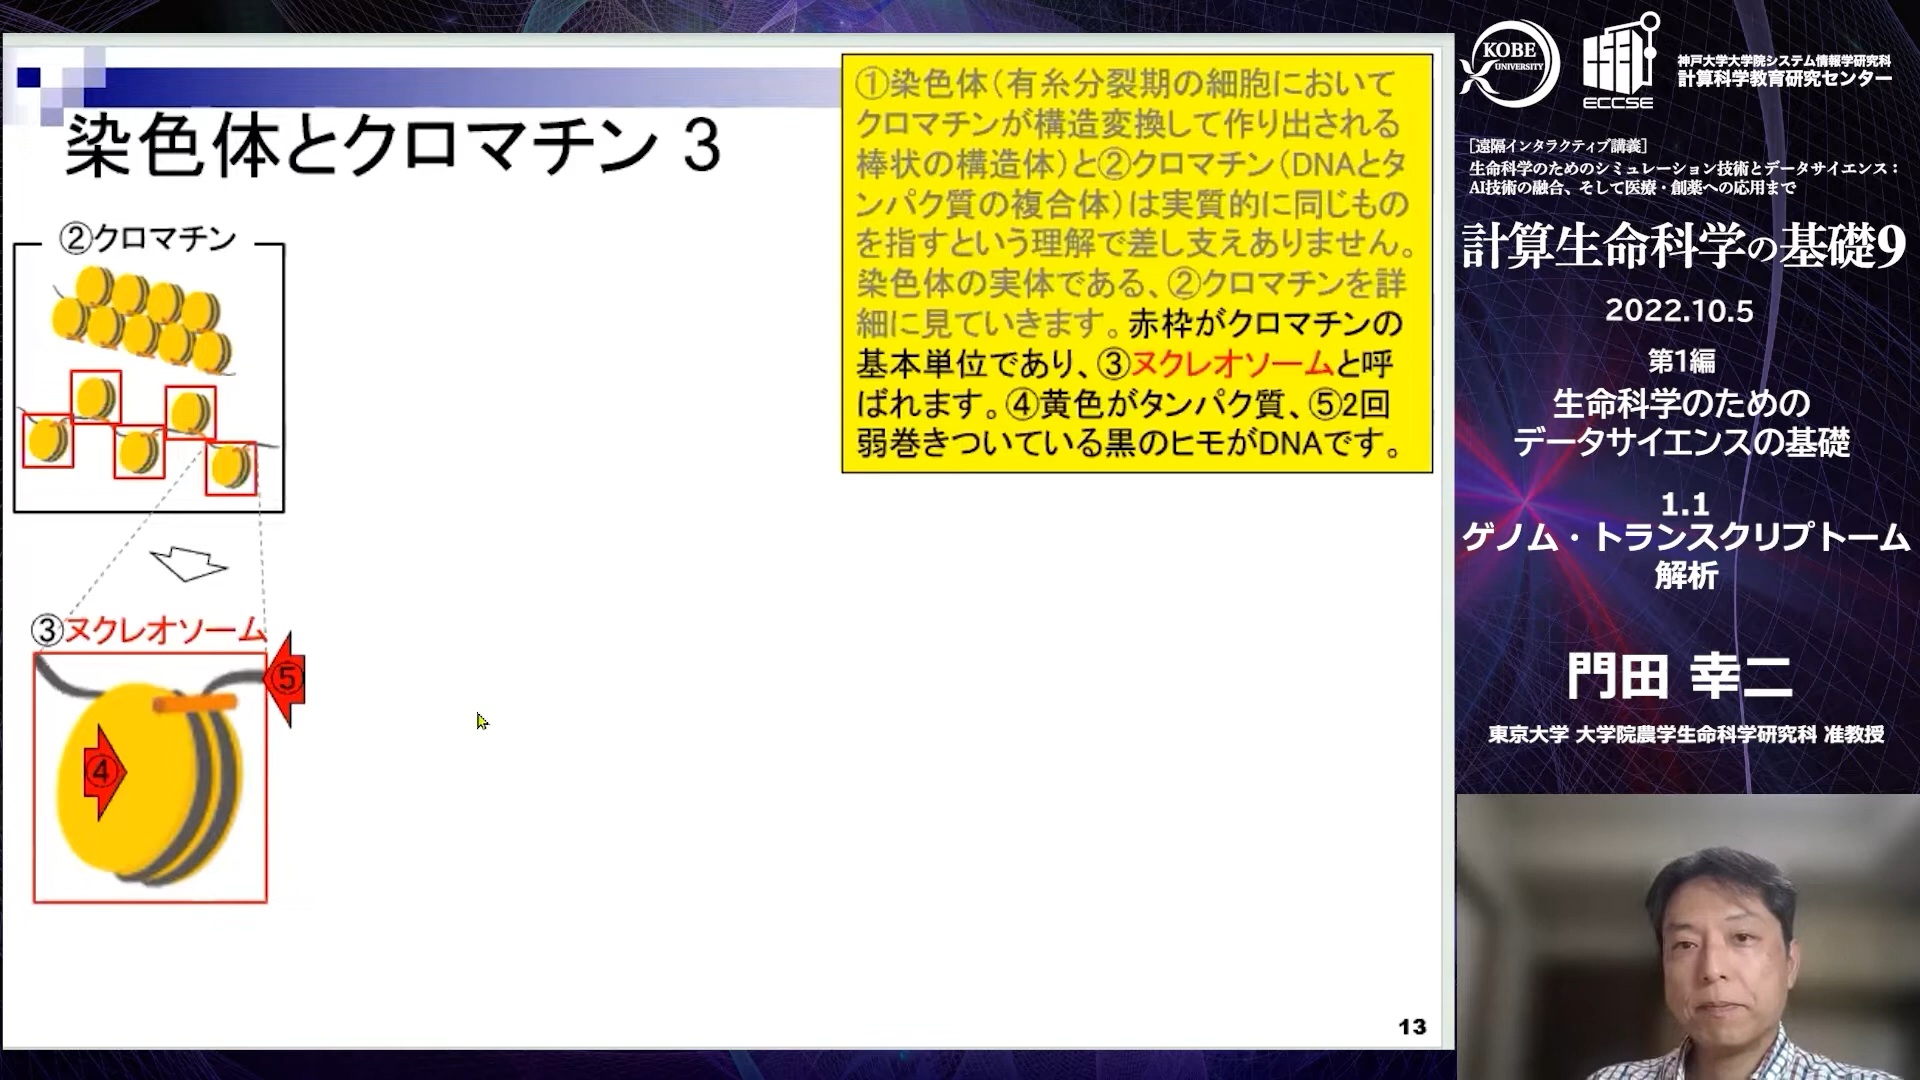 染色体とクロマチン 3
①染色体（有糸分裂期の細胞において
クロマチンが構造変換して作り出される
棒状の構造体）と②クロマチン（DNAとタ
ンパク質の複合体）は実質的に同じもの
を指すという理解で差し支えありません。
染色体の実体である、②クロマチンを詳
細に見ていきます。赤枠がクロマチンの
基本単位であり、③ヌクレオソームと呼
ばれます。④黄色がタンパク質、⑤2回
弱巻きついている黒のヒモがDNAです。
②クロマチン
③ヌクレオソーム
⑤
④
13
KOBE
UNIVERSITY
ECCSE
神戸大学大学院システム情報学研究科
計算科学教育研究センター
［遠隔インタラクティブ講義］
生命科学のためのシミュレーション技術とデータサイエンス：
AI技術の融合、そして医療・創薬への応用まで
計算生命科学の基礎9
2022.10.5
第1編
生命科学のための
データサイエンスの基礎
1.1
ゲノム・トランスクリプトーム
解析
門田 幸二
東京大学 大学院農学生命科学研究科 准教授